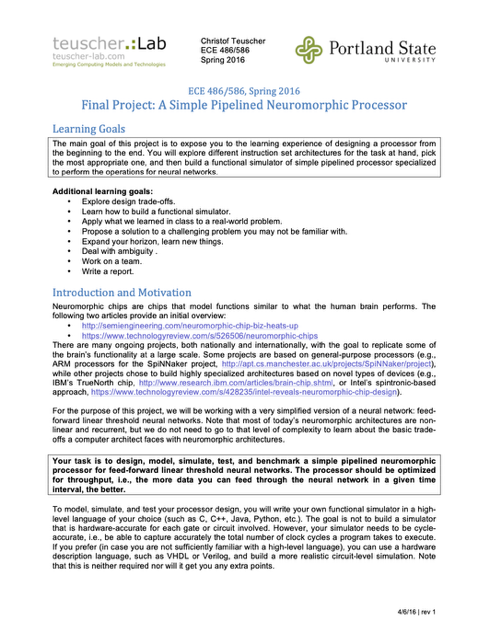 teuscher.:Lab
teuscher-lab.com
Emerging Computing Models and Technologies
Christof Teuscher
ECE 486/586
Spring 2016
Portland State
UNIVERSITY
ECE 486/586, Spring 2016
Final Project: A Simple Pipelined Neuromorphic Processor
Learning Goals
The main goal of this project is to expose you to the learning experience of designing a processor from
the beginning to the end. You will explore different instruction set architectures for the task at hand, pick
the most appropriate one, and then build a functional simulator of simple pipelined processor specialized
to perform the operations for neural networks.
Additional learning goals:
• Explore design trade-offs.
• Learn how to build a functional simulator.
• Apply what we learned in class to a real-world problem.
• Propose a solution to a challenging problem you may not be familiar with.
• Expand your horizon, learn new things.
• Deal with ambiguity .
• Work on a team.
• Write a report.
Introduction and Motivation
Neuromorphic chips are chips that model functions similar to what the human brain performs. The
following two articles provide an initial overview:
• http://semiengineering.com/neuromorphic-chip-biz-heats-up
• https://www.technologyreview.com/s/526506/neuromorphic-chips
There are many ongoing projects, both nationally and internationally, with the goal to replicate some of
the brain's functionality at a large scale. Some projects are based on general-purpose processors (e.g.,
ARM processors for the SpiNNaker project, http://apt.cs.manchester.ac.uk/projects/SpiNNaker/project),
while other projects chose to build highly specialized architectures based on novel types of devices (e.g.,
IBM's TrueNorth chip, http://www.research.ibm.com/articles/brain-chip.shtml, or Intel's spintronic-based
approach, https://www.technologyreview.com/s/428235/intel-reveals-neuromorphic-chip-design).
For the purpose of this project, we will be working with a very simplified version of a neural network: feed-
forward linear threshold neural networks. Note that most of today's neuromorphic architectures are non-
linear and recurrent, but we do not need to go to that level of complexity to learn about the basic trade-
offs a computer architect faces with neuromorphic architectures.
Your task is to design, model, simulate, test, and benchmark a simple pipelined neuromorphic
processor for feed-forward linear threshold neural networks. The processor should be optimized
for throughput, i.e., the more data you can feed through the neural network in a given time
interval, the better.
To model, simulate, and test your processor design, you will write your own functional simulator in a high-
level language of your choice (such as C, C++, Java, Python, etc.). The goal is not to build a simulator
that is hardware-accurate for each gate or circuit involved. However, your simulator needs to be cycle-
accurate, i.e., be able to capture accurately the total number of clock cycles a program takes to execute.
If you prefer (in case you are not sufficiently familiar with a high-level language), you can use a hardware
description language, such as VHDL or Verilog, and build a more realistic circuit-level simulation. Note
that this is neither required nor will it get you any extra points.
4/6/16 | rev 1